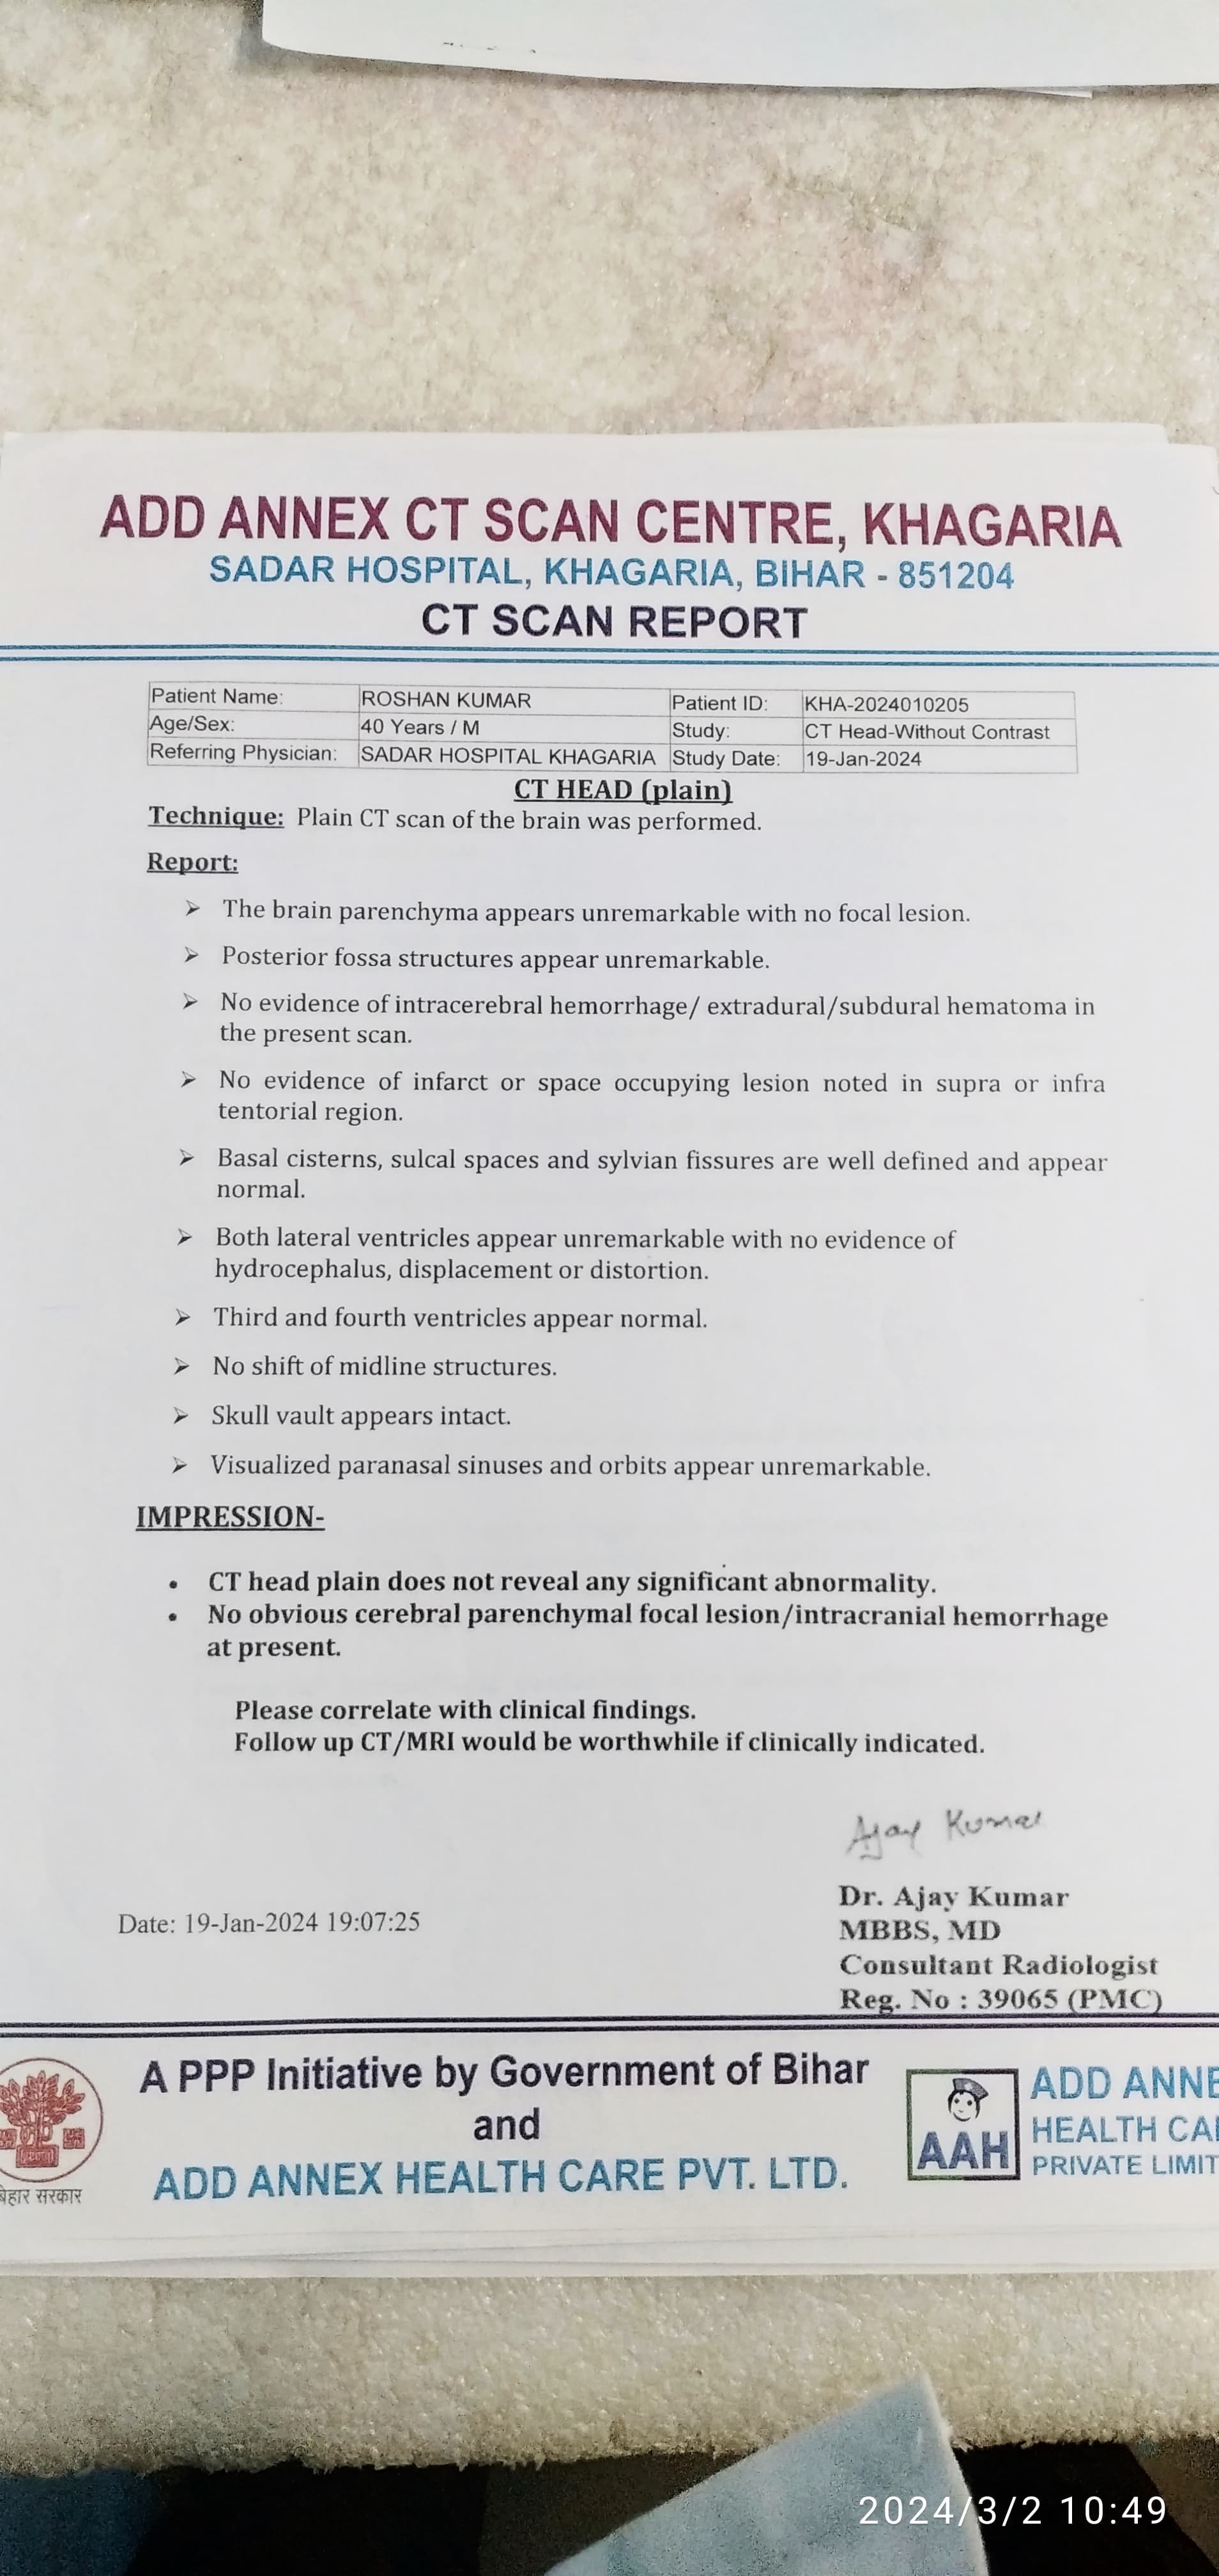 ADD ANNEX CT SCAN CENTRE, KHAGARIA
SADAR HOSPITAL, KHAGARIA, BIHAR - 851204
CT SCAN REPORT
Patient Name: ROSHAN KUMAR Patient ID: KHA-2024010205
Age/Sex: 40 Years / M Study: CT Head-Without Contrast
Referring Physician: SADAR HOSPITAL KHAGARIA Study Date: 19-Jan-2024
CT HEAD (plain)
Technique: Plain CT scan of the brain was performed.
Report:
➢ The brain parenchyma appears unremarkable with no focal lesion.
➢ Posterior fossa structures appear unremarkable.
➢ No evidence of intracerebral hemorrhage/ extradural/subdural hematoma in
the present scan.
➢ No evidence of infarct or space occupying lesion noted in supra or infra
tentorial region.
➢ Basal cisterns, sulcal spaces and sylvian fissures are well defined and appear
normal.
➢ Both lateral ventricles appear unremarkable with no evidence of
hydrocephalus, displacement or distortion.
➢ Third and fourth ventricles appear normal.
➢ No shift of midline structures.
➢ Skull vault appears intact.
➢ Visualized paranasal sinuses and orbits appear unremarkable.
IMPRESSION-
• CT head plain does not reveal any significant abnormality.
• No obvious cerebral parenchymal focal lesion/intracranial hemorrhage
at present.
Please correlate with clinical findings.
Follow up CT/MRI would be worthwhile if clinically indicated.
Ajay Kumar
Dr. Ajay Kumar
MBBS, MD
Date: 19-Jan-2024 19:07:25
Consultant Radiologist
Reg. No : 39065 (PMC)
A PPP Initiative by Government of Bihar
and
ADD ANNEX HEALTH CARE PVT. LTD.
AAH
ADD ANNE
HEALTH CA
PRIVATE LIMIT
बिहार सरकार
2024/3/2 10:49